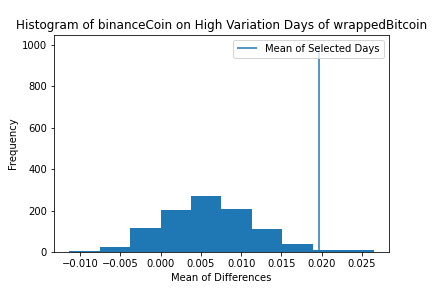 Histogram of binanceCoin on High Variation Days of wrappedBitcoin
1000
800
600
400
200
0
Frequency
Mean of Selected Days
−0.010 −0.005 0.000 0.005 0.010 0.015 0.020 0.025
Mean of Differences